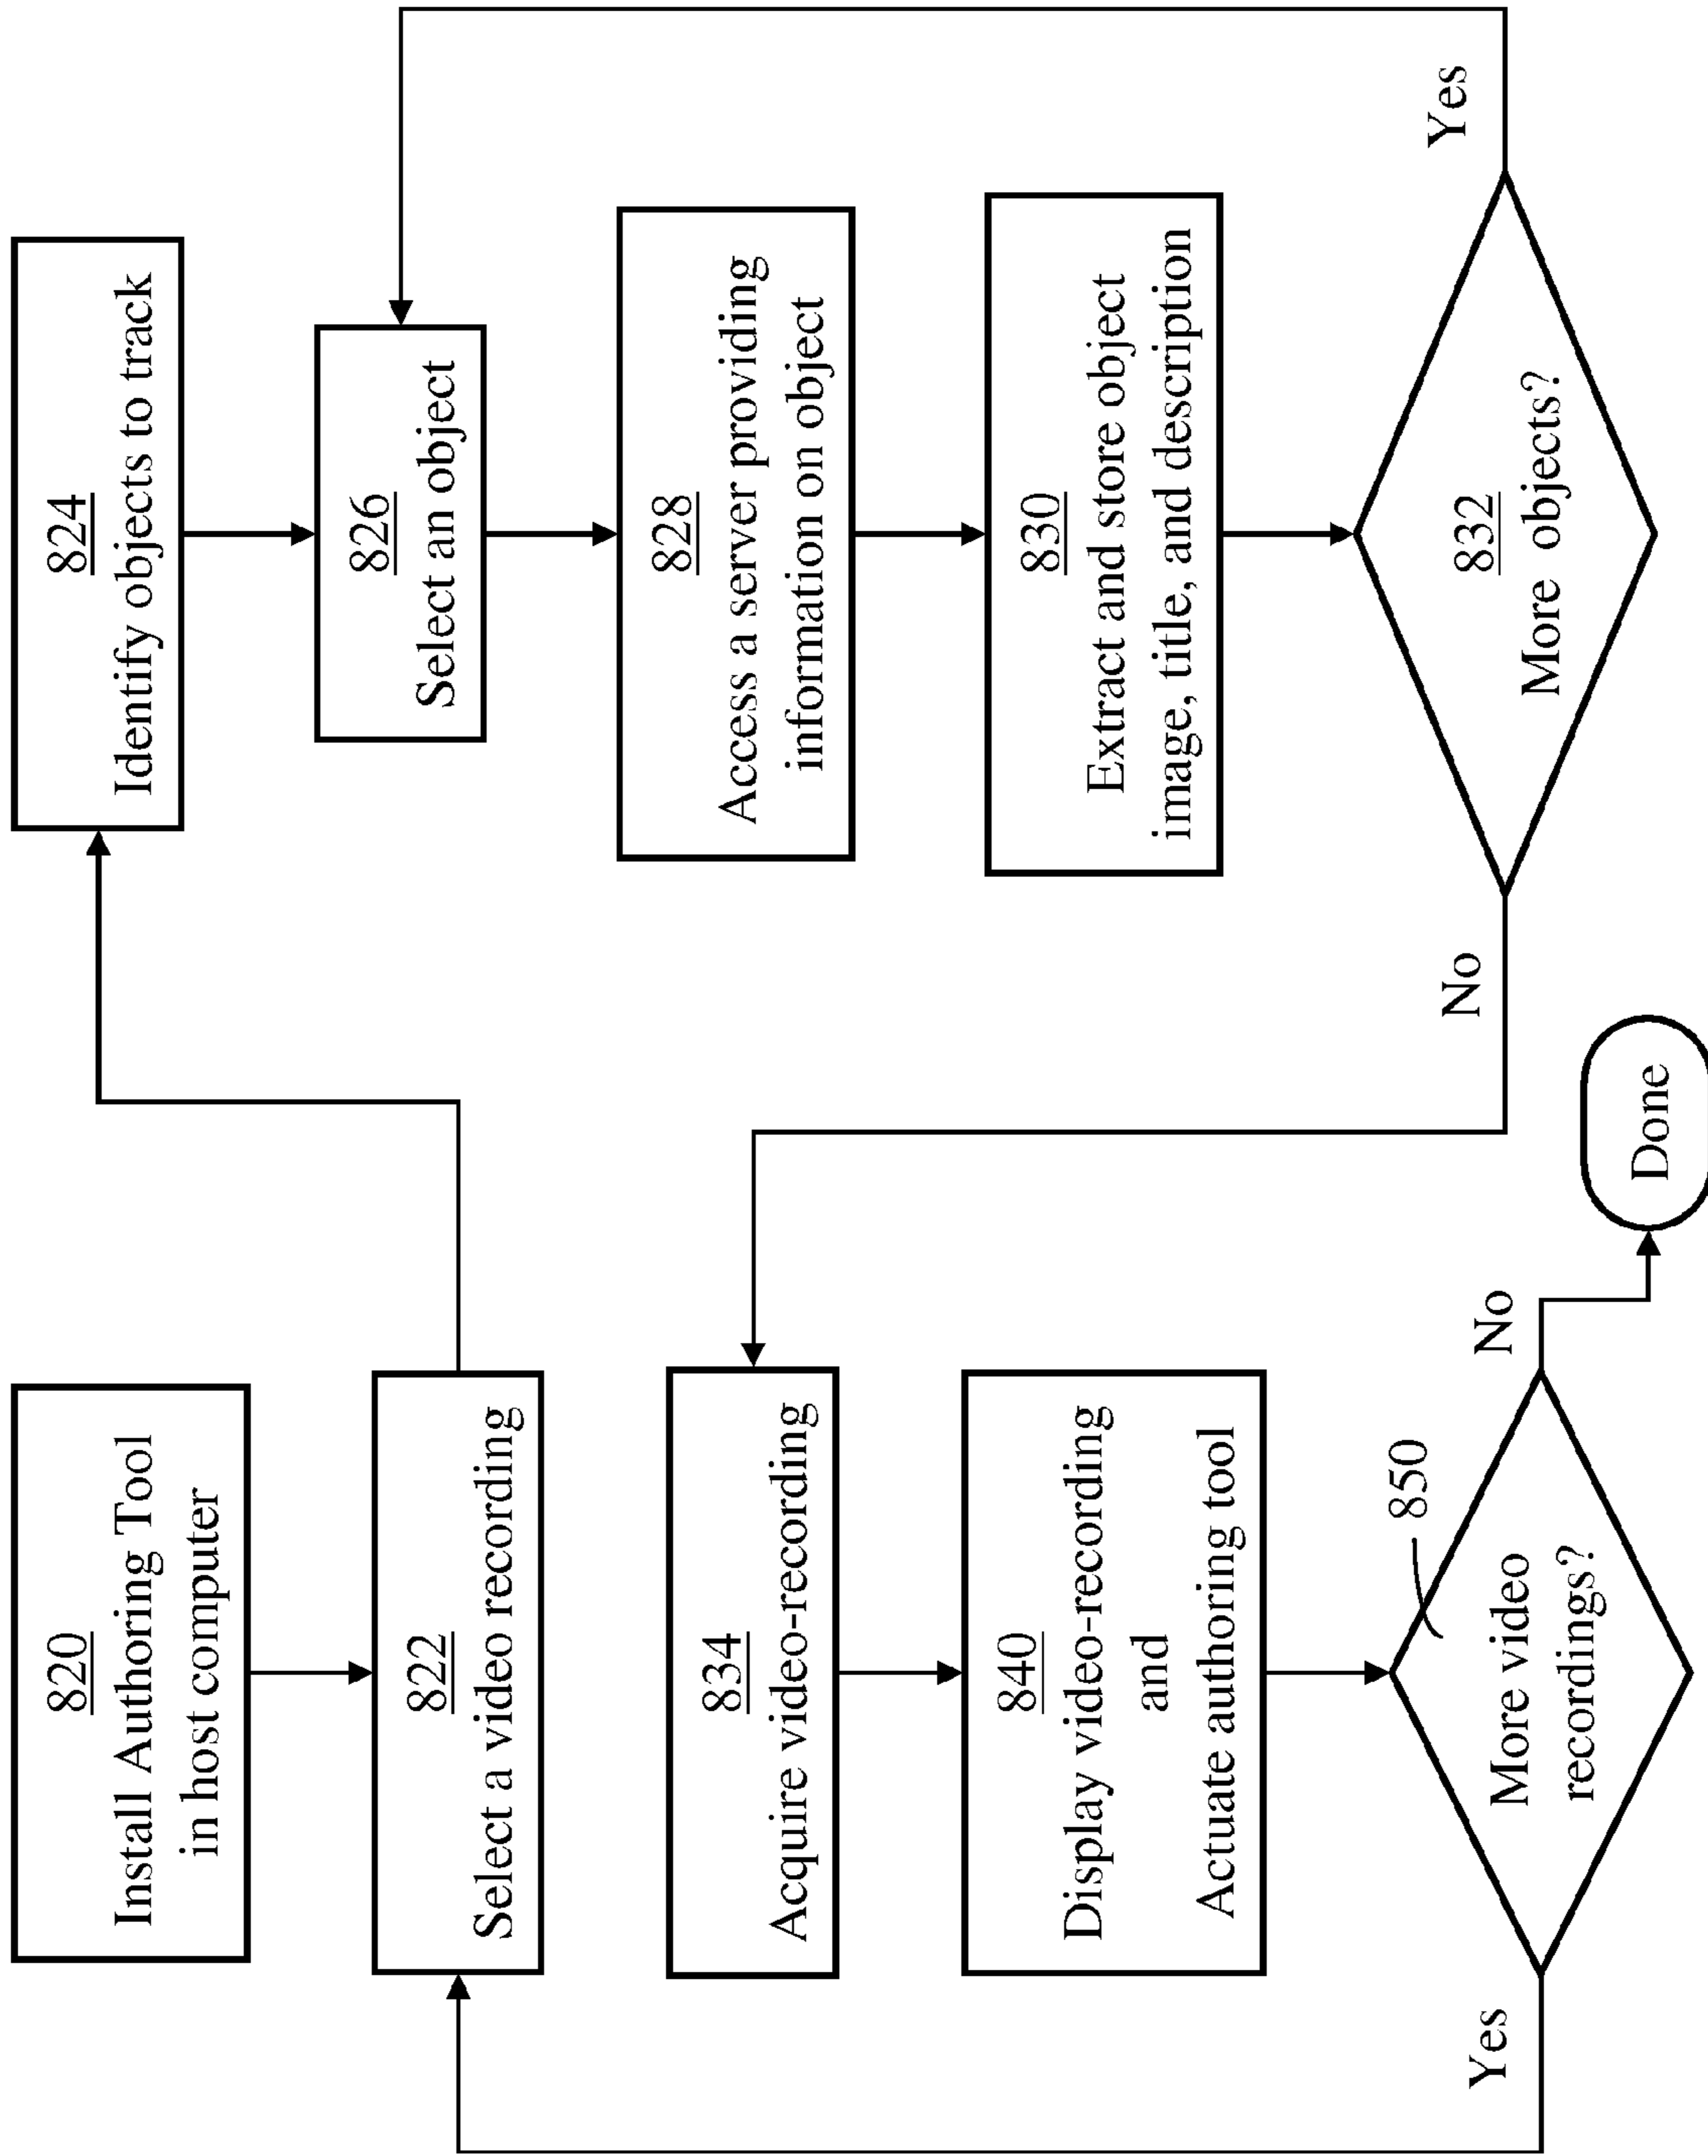 820
Install Authoring Tool
in host computer
822
Select a video recording
824
Identify objects to track
826
Select an object
828
Access a server providing
information on object
830
Extract and store object
image, title, and description
832
More objects?
Yes
No
834
Acquire video-recording
840
Display video-recording
and
Actuate authoring tool
850
More video
recordings?
Yes
No
Done